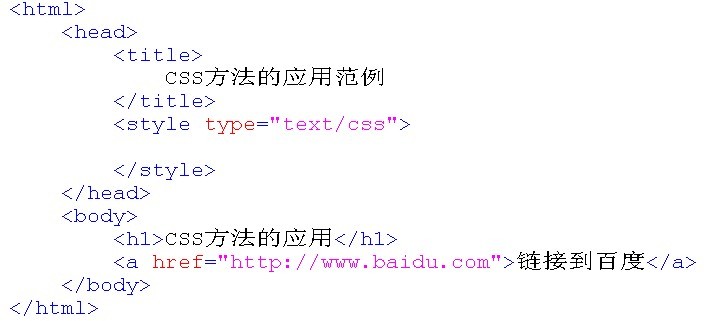 <html>
<head>
<title>
CSS方法的应用范例
</title>
<style type="text/css">
</style>
</head>
<body>
<h1>CSS方法的应用</h1>
<a href="http://www.baidu.com">链接到百度</a>
</body>
</html>